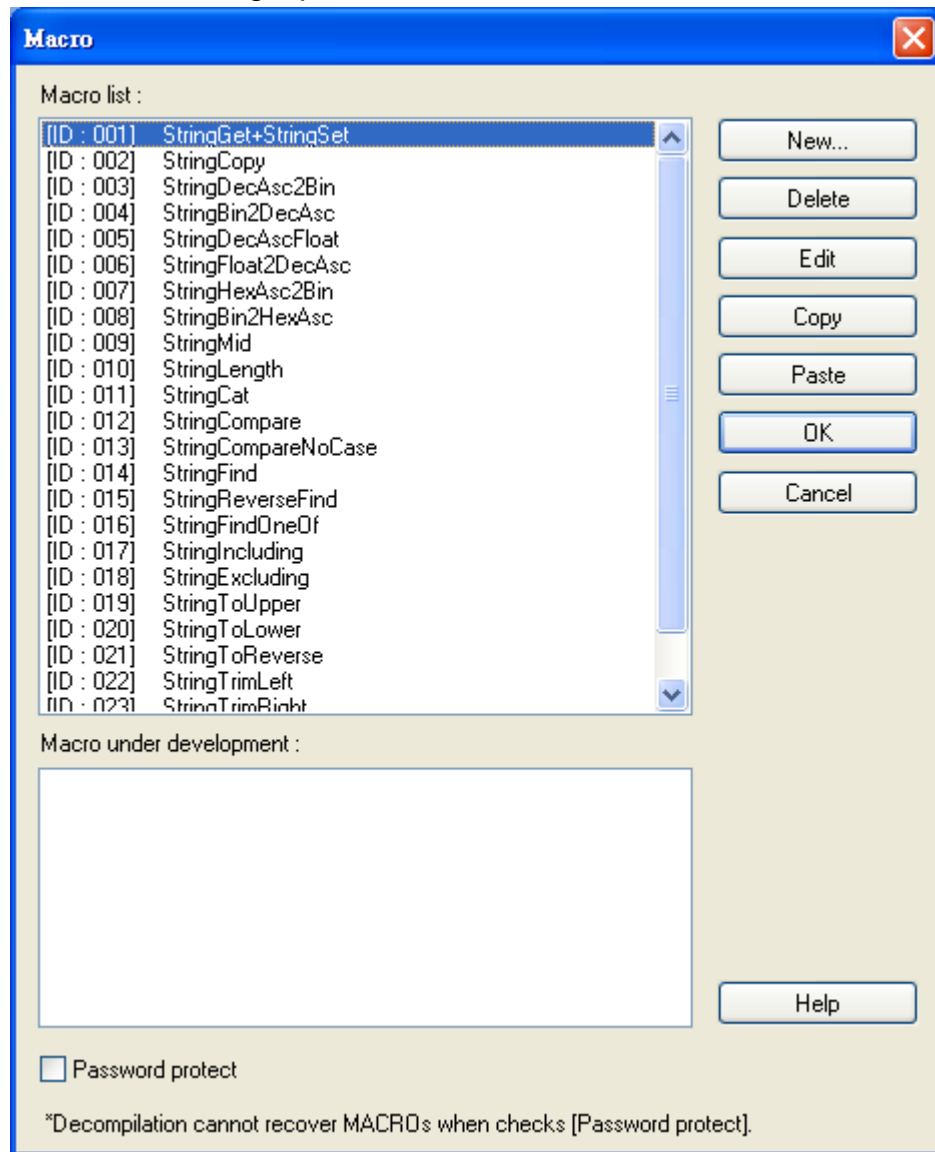 Macro
Macro list :
[ID : 001] StringGet+StringSet
[ID : 002] StringCopy
[ID : 003] StringDecAsc2Bin
[ID : 004] StringBin2DecAsc
[ID : 005] StringDecAscFloat
[ID : 006] StringFloat2DecAsc
[ID : 007] StringHexAsc2Bin
[ID : 008] StringBin2HexAsc
[ID : 009] StringMid
[ID : 010] StringLength
[ID : 011] StringCat
[ID : 012] StringCompare
[ID : 013] StringCompareNoCase
[ID : 014] StringFind
[ID : 015] StringReverseFind
[ID : 016] StringFindOneOf
[ID : 017] StringIncluding
[ID : 018] StringExcluding
[ID : 019] StringToUpper
[ID : 020] StringToLower
[ID : 021] StringToReverse
[ID : 022] StringTrimLeft
[ID : 023] StringTrimRight
New...
Delete
Edit
Copy
Paste
OK
Cancel
Macro under development :
Help
Password protect
*Decompilation cannot recover MACROs when checks [Password protect].